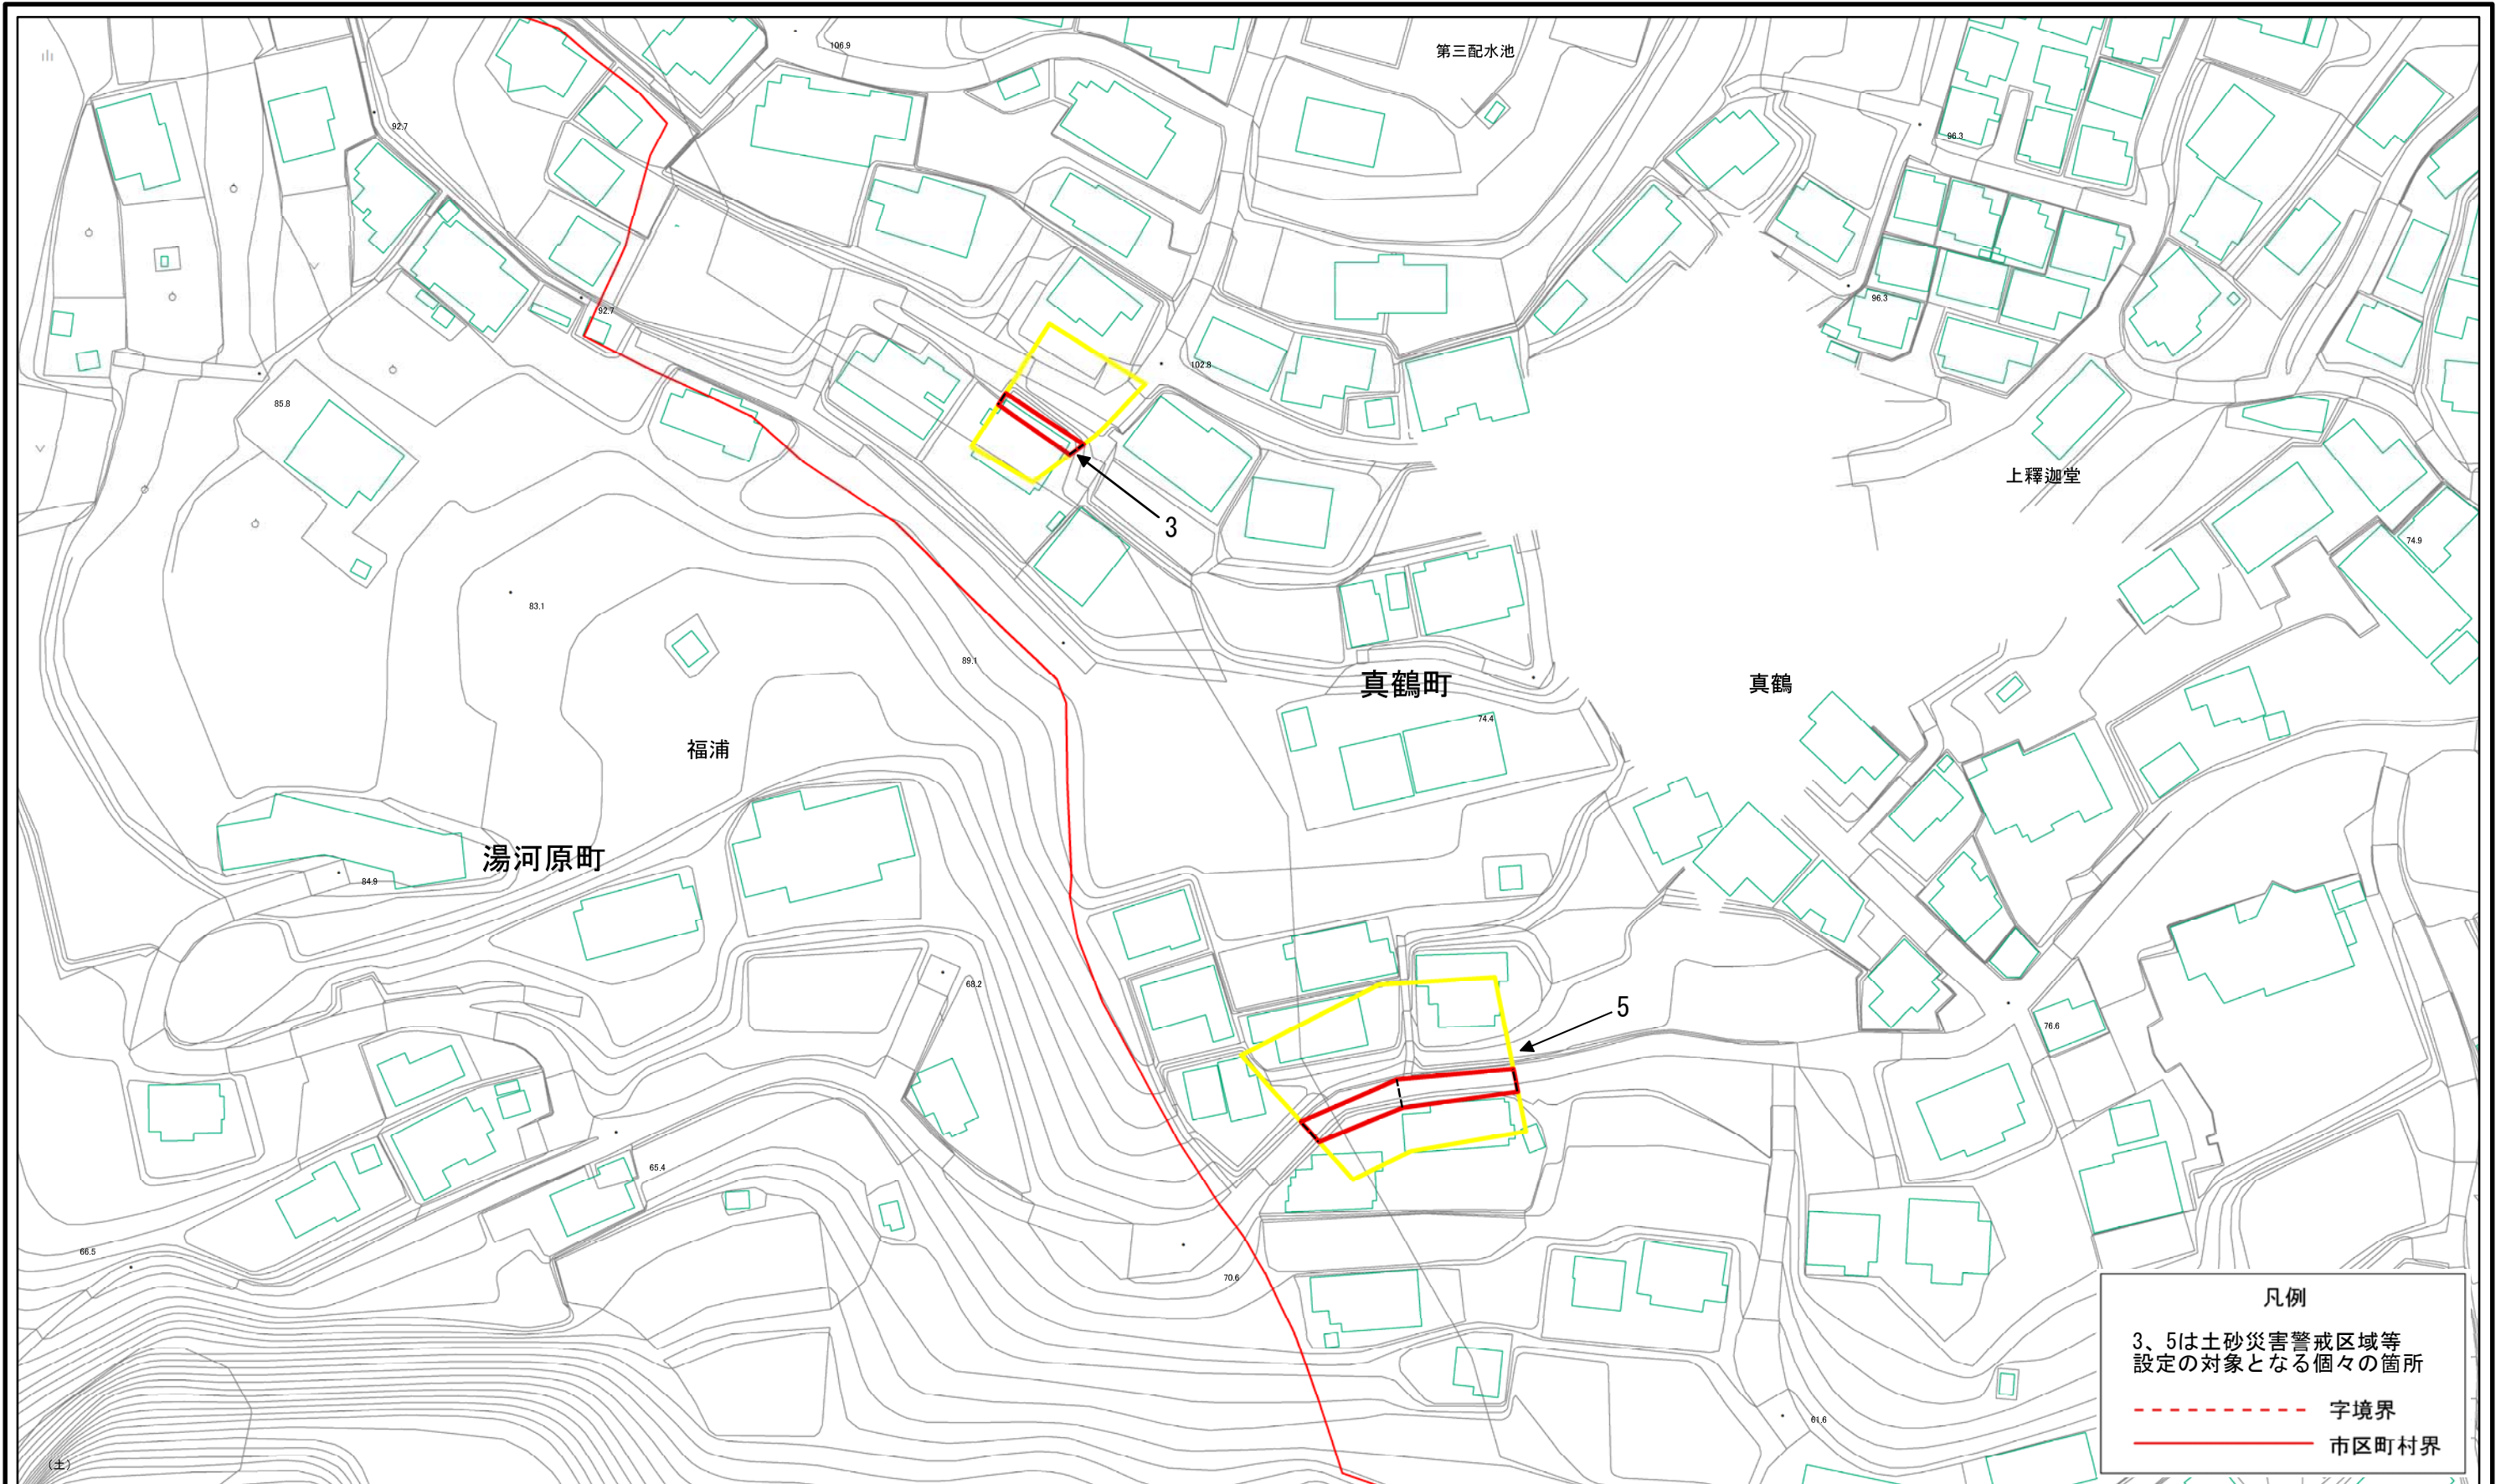 106.9
第三配水池
92.7
96.3
96.3
92.7
102.8
85.8
上釋迦堂
3
74.9
83.1
89.1
真鶴町
真鶴
74.4
福浦
湯河原町
84.9
68.2
5
76.6
65.4
66.5
70.6
61.6
(土)
凡例
3、5は土砂災害警戒区域等
設定の対象となる個々の箇所
字境界
市区町村界